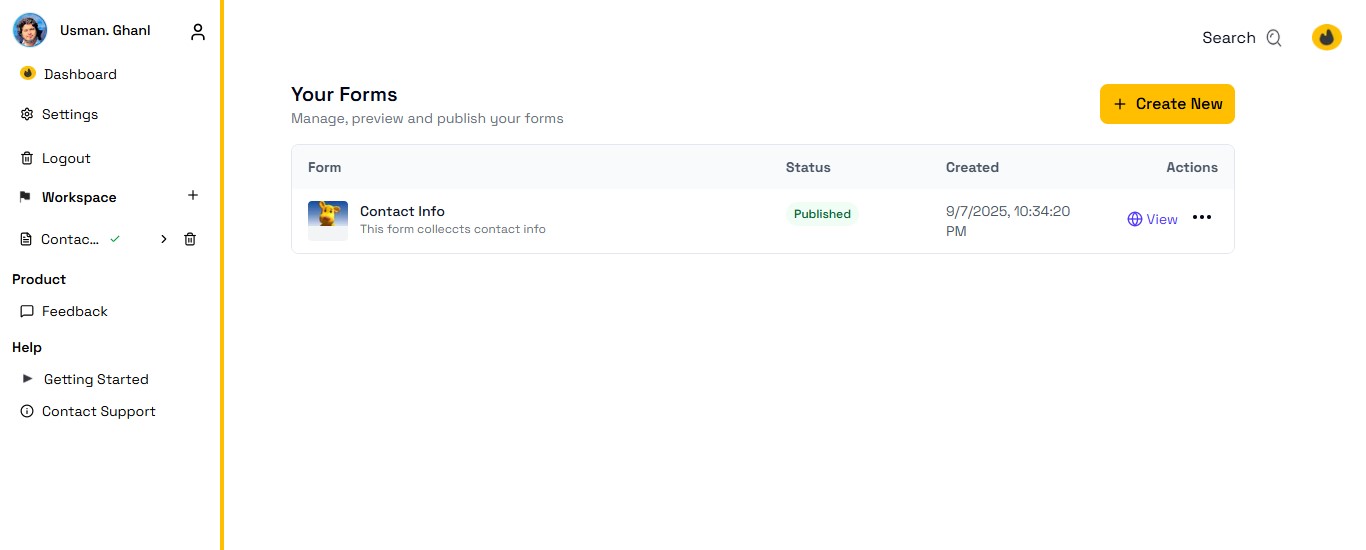 Usman. Ghanl
Dashboard
Settings
Logout
Workspace
Contac...
Product
Feedback
Help
Getting Started
Contact Support
Search
Your Forms
Manage, preview and publish your forms
+ Create New
Form Status Created Actions
Contact Info
This form colleccts contact info
Published
9/7/2025, 10:34:20
PM
View